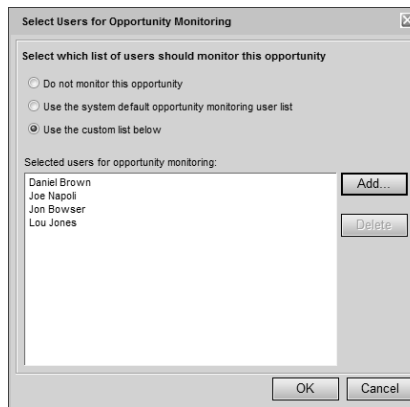 Select Users for Opportunity Monitoring
Select which list of users should monitor this opportunity
Do not monitor this opportunity
Use the system default opportunity monitoring user list
Use the custom list below
Selected users for opportunity monitoring:
Daniel Brown
Joe Napoli
Jon Bowser
Lou Jones
Add...
Delete
OK
Cancel